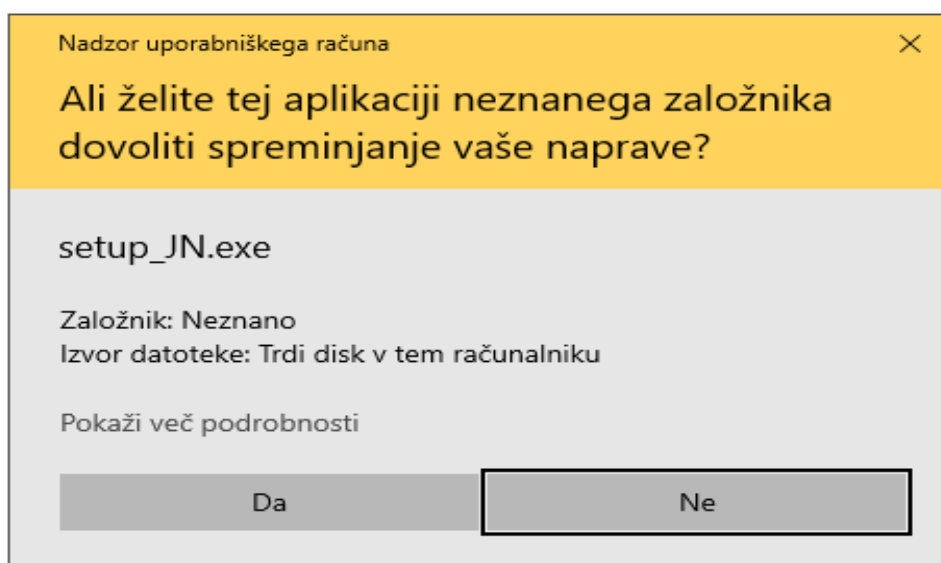 Nadzor uporabniškega računa
Ali želite tej aplikaciji neznanega založnika
dovoliti spreminjanje vaše naprave?
setup_JN.exe
Založnik: Neznano
Izvor datoteke: Trdi disk v tem računalniku
Pokaži več podrobnosti
Da
Ne